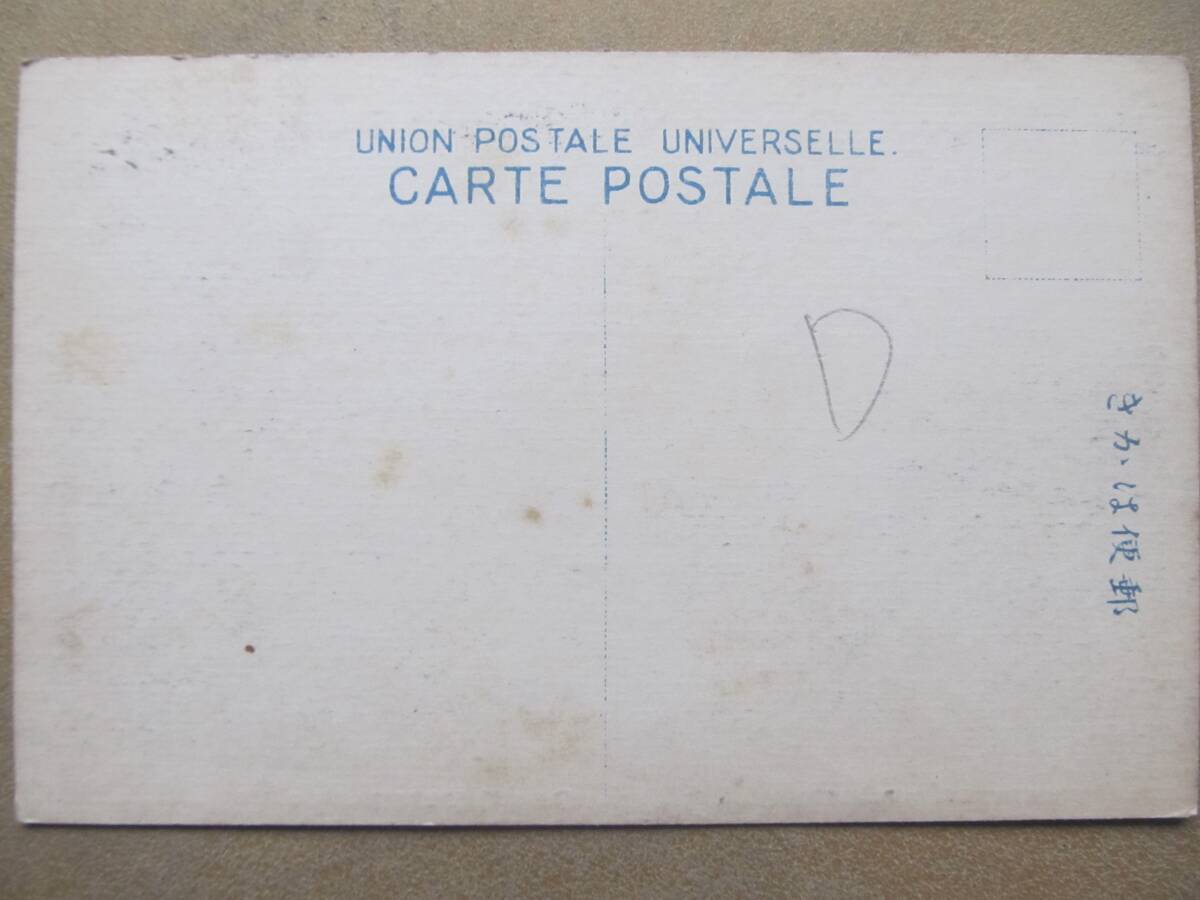 UNION POSTALE UNIVERSELLE.
CARTE POSTALE
D
郵便はかき